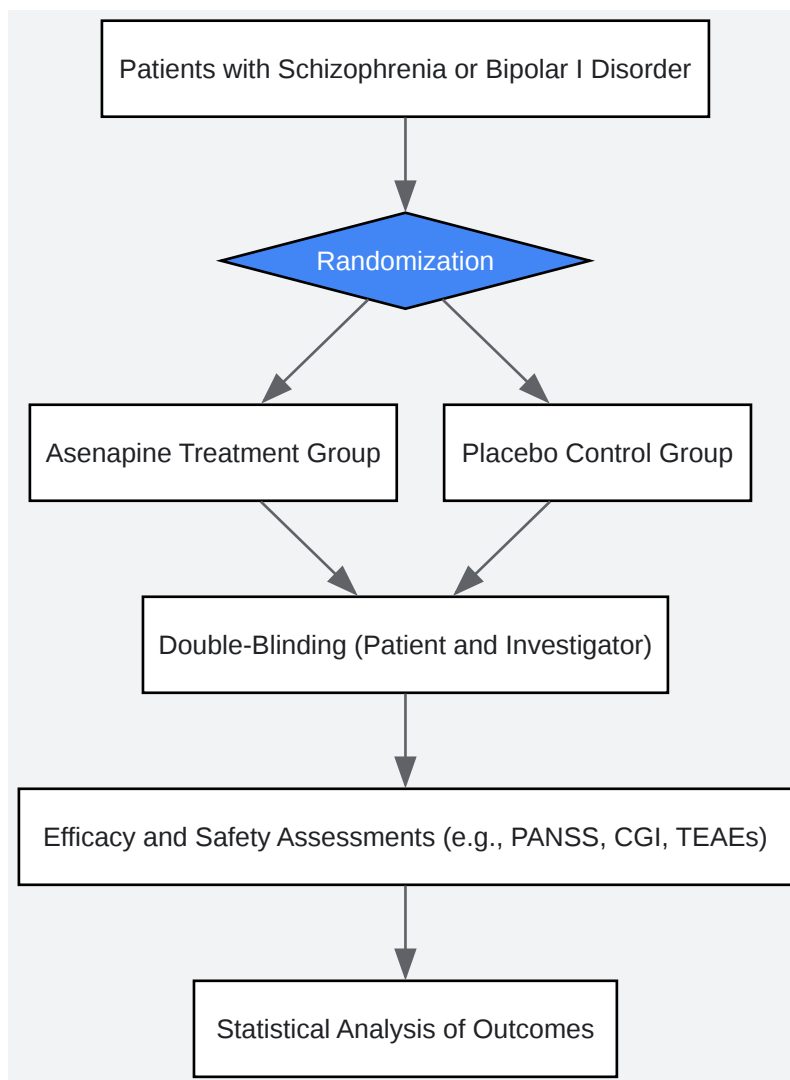 Patients with Schizophrenia or Bipolar I Disorder
Randomization
Asenapine Treatment Group
Placebo Control Group
Double-Blinding (Patient and Investigator)
Efficacy and Safety Assessments (e.g., PANSS, CGI, TEAEs)
Statistical Analysis of Outcomes